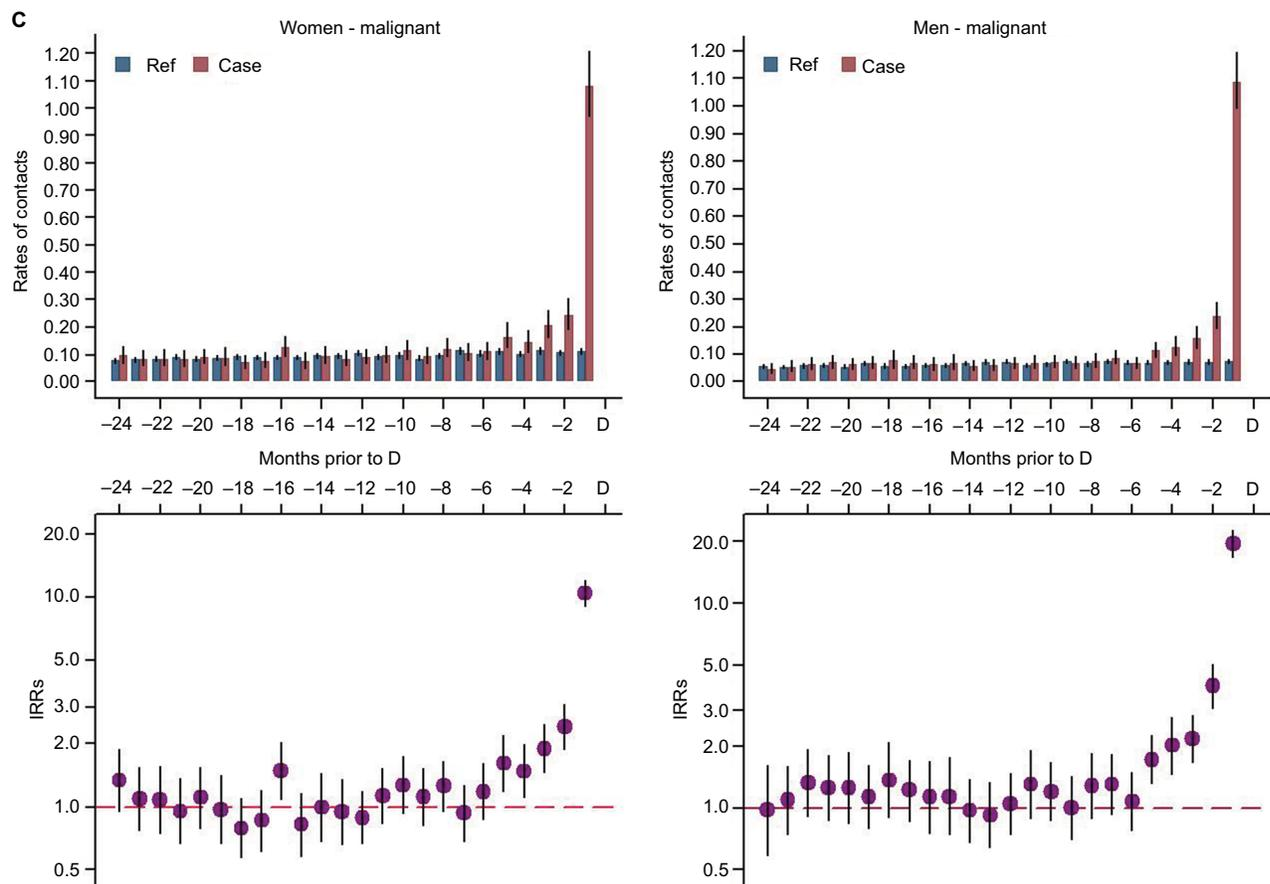 C
Women - malignant
Ref Case
Rates of contacts
1.20
1.10
1.00
0.90
0.80
0.70
0.60
0.50
0.40
0.30
0.20
0.10
0.00
–24 –22 –20 –18 –16 –14 –12 –10 –8 –6 –4 –2 D
Months prior to D
–24 –22 –20 –18 –16 –14 –12 –10 –8 –6 –4 –2 D
IRRs
20.0
10.0
5.0
3.0
2.0
1.0
0.5
Men - malignant
Ref Case
Rates of contacts
1.20
1.10
1.00
0.90
0.80
0.70
0.60
0.50
0.40
0.30
0.20
0.10
0.00
–24 –22 –20 –18 –16 –14 –12 –10 –8 –6 –4 –2 D
Months prior to D
–24 –22 –20 –18 –16 –14 –12 –10 –8 –6 –4 –2 D
IRRs
20.0
10.0
5.0
3.0
2.0
1.0
0.5